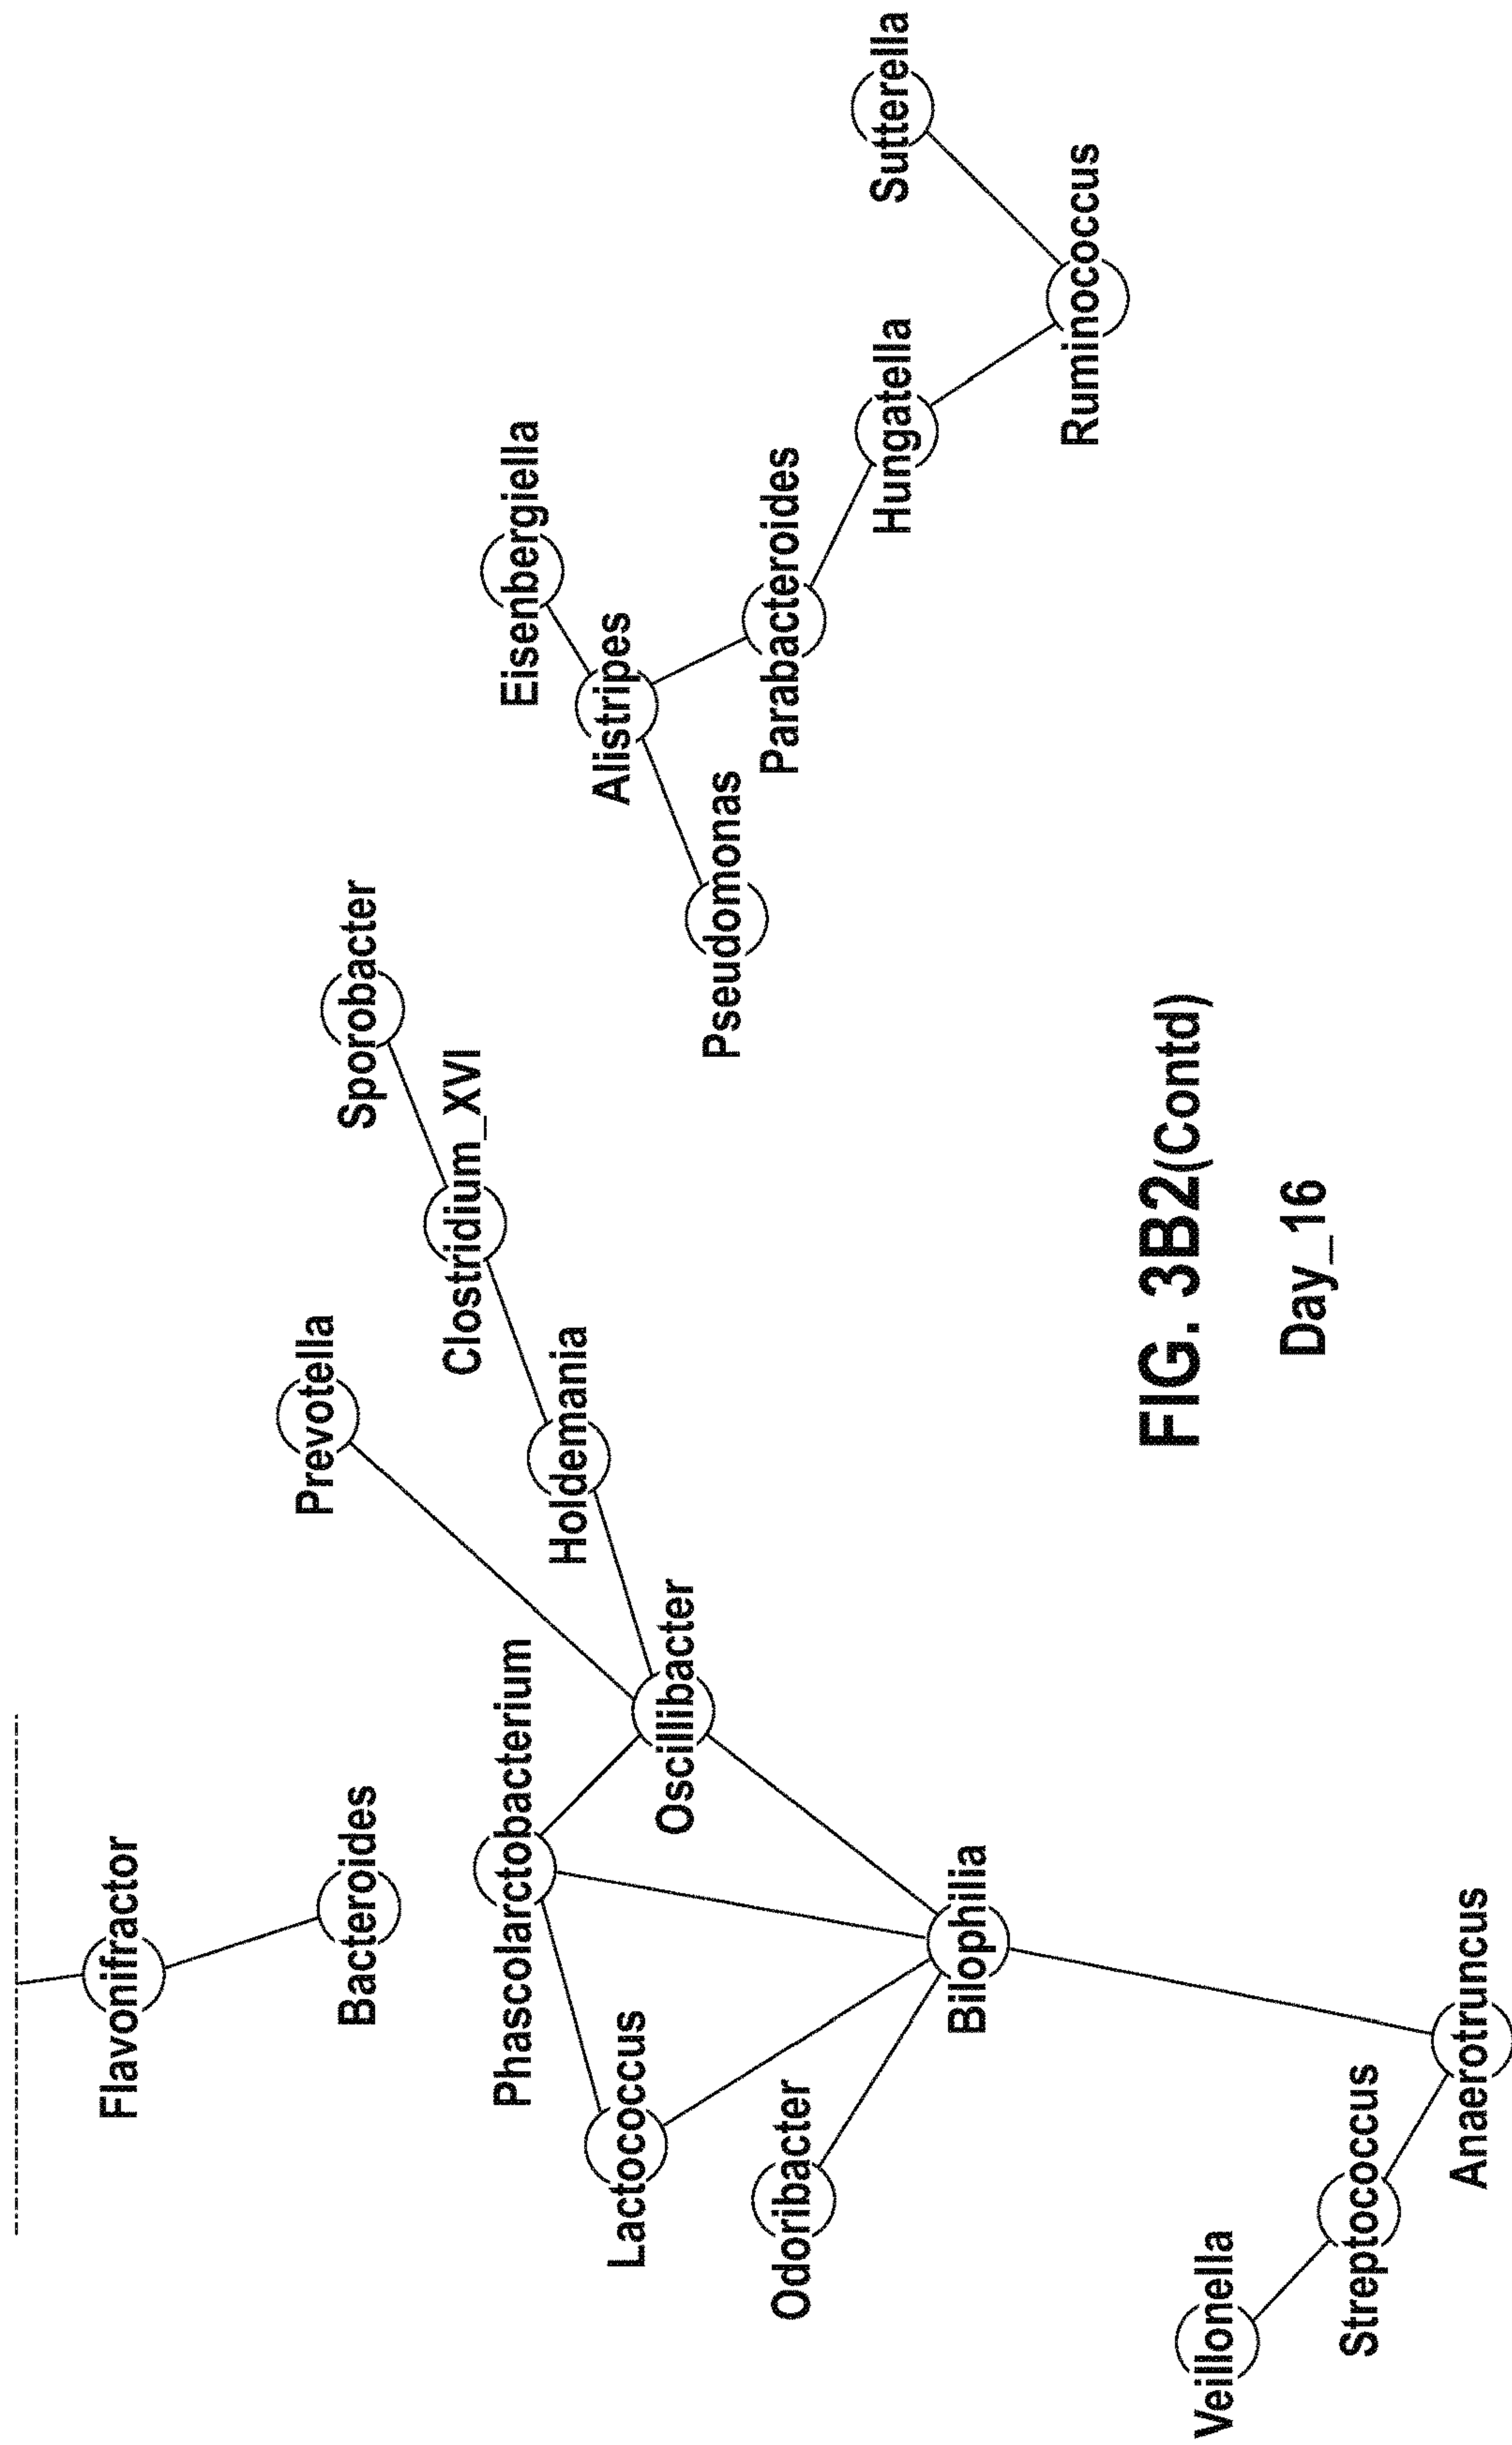 Flavonifractor
Bacteroides
Prevotella
Sporobacter
Phascolarctobacterium
Clostridium_XVI
Holdemania
Eisenbergiella
Lactococcus
Oscillibacter
Alistripes
Pseudomonas
Odoribacter
Parabacteroides
Bilophilia
Hungatella
Sutterella
Ruminococcus
Veillonella
Streptococcus
Anaerotruncus
FIG. 3B2(Contd)
Day_16